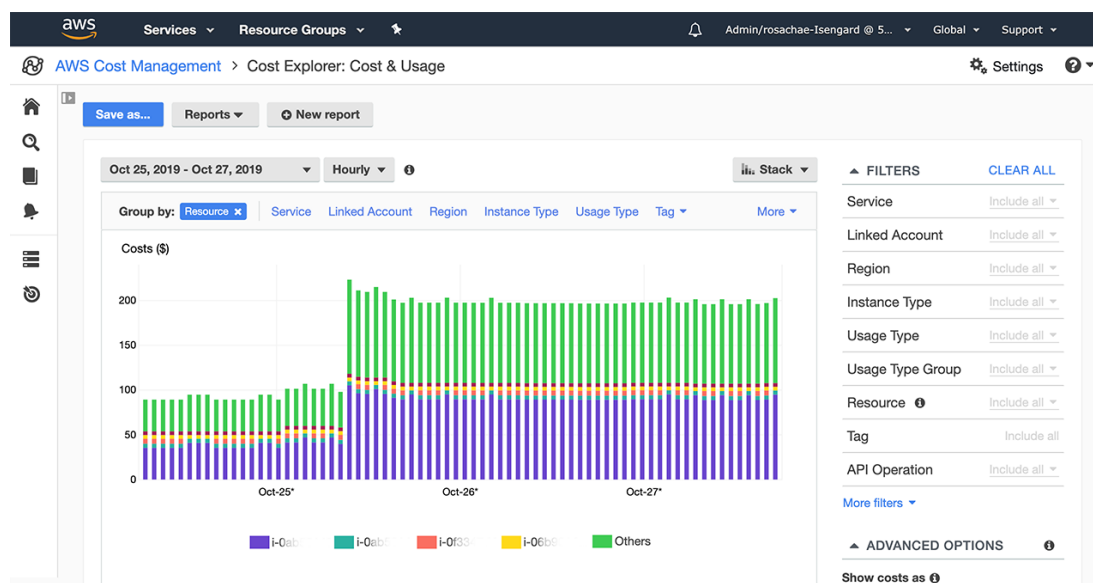 aws
Services
Resource Groups
Admin/rosachae-Isengard @ 5...
Global
Support
AWS Cost Management > Cost Explorer: Cost & Usage
Settings
Save as...
Reports
New report
Oct 25, 2019 - Oct 27, 2019
Hourly
Stack
Group by: Resource × Service Linked Account Region Instance Type Usage Type Tag More
Costs ($)
200
150
100
50
0
Oct-25*
Oct-26*
Oct-27*
i-0ab
i-0ab
i-0f33
i-06b9
Others
FILTERS CLEAR ALL
Service Include all
Linked Account Include all
Region Include all
Instance Type Include all
Usage Type Include all
Usage Type Group Include all
Resource Include all
Tag Include all
API Operation Include all
More filters
ADVANCED OPTIONS
Show costs as